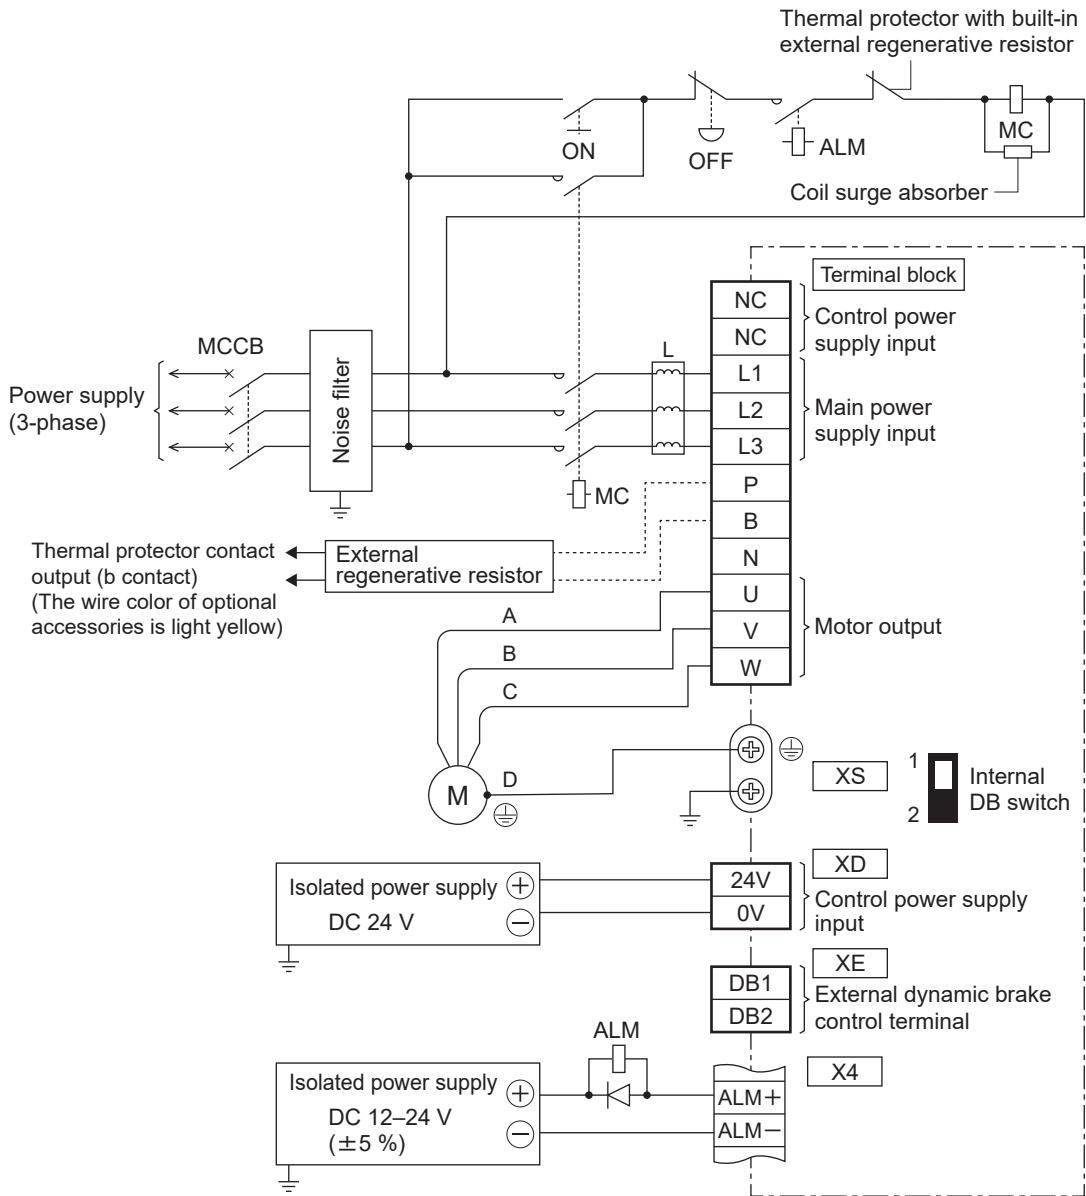 Thermal protector with built-in
external regenerative resistor
ON
OFF
ALM
MC
Coil surge absorber
Terminal block
NC
NC
Control power
supply input
MCCB
L
Power supply
(3-phase)
Noise filter
L1
L2
L3
Main power
supply input
MC
P
B
N
Thermal protector contact
output (b contact)
(The wire color of optional
accessories is light yellow)
External
regenerative resistor
U
V
W
Motor output
A
B
C
M
D
XS
1
2
Internal
DB switch
Isolated power supply +
DC 24 V −
24V
0V
XD
Control power supply
input
XE
DB1
DB2
External dynamic brake
control terminal
ALM
X4
Isolated power supply +
DC 12–24 V
(±5 %) −
ALM+
ALM−